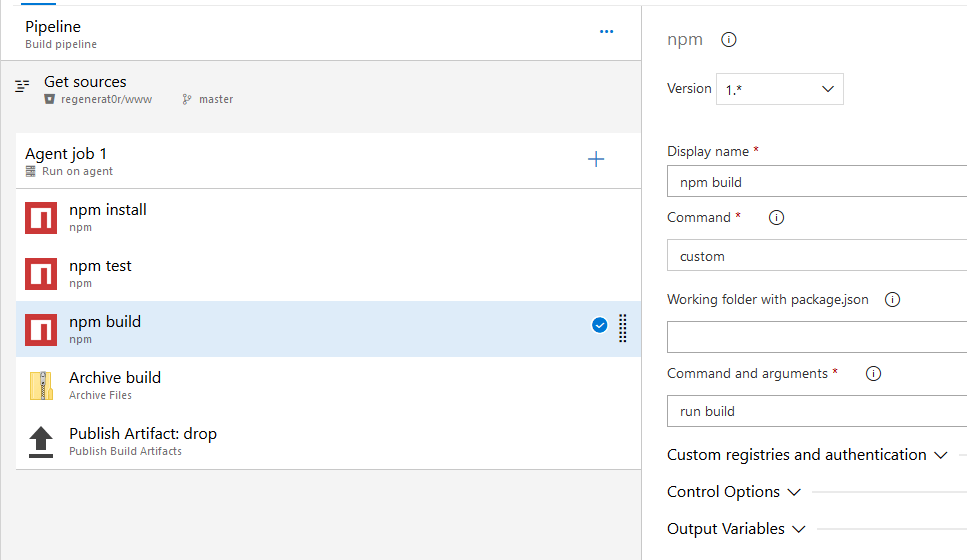 Pipeline
Build pipeline
...
Get sources
regenerat0r/www master
Agent job 1
Run on agent
npm install
npm
npm test
npm
npm build
npm
Archive build
Archive Files
Publish Artifact: drop
Publish Build Artifacts
npm
Version 1.*
Display name *
npm build
Command *
custom
Working folder with package.json
Command and arguments *
run build
Custom registries and authentication
Control Options
Output Variables